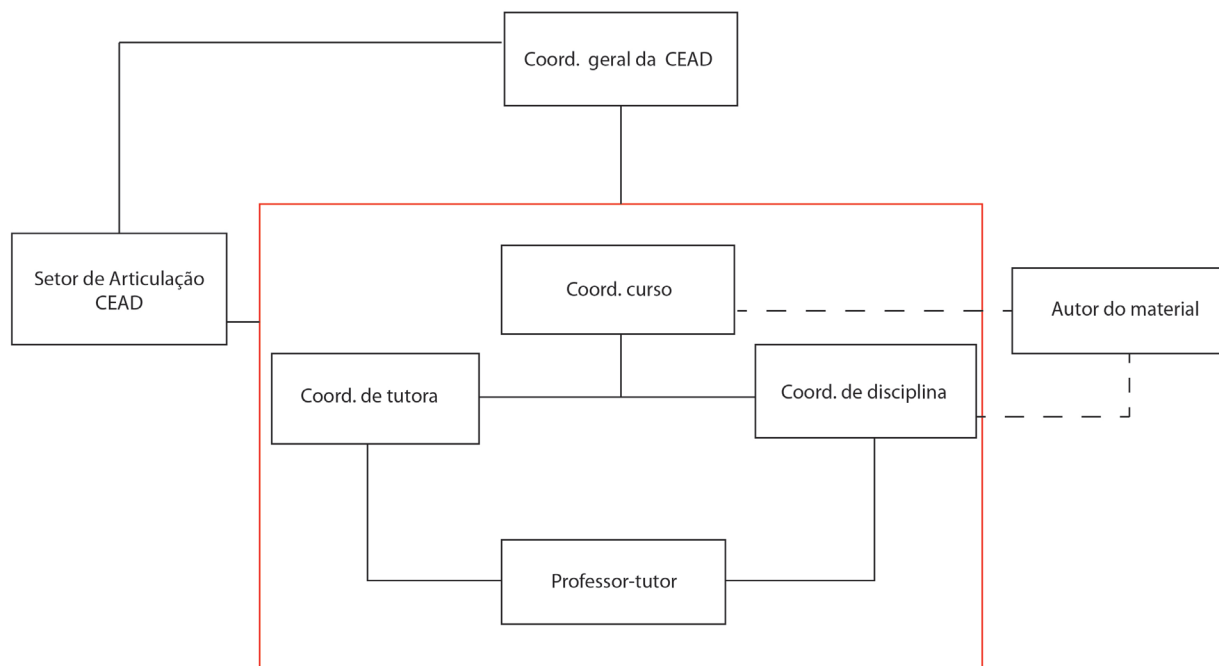 Coord. geral da CEAD
Setor de Articulação
CEAD
Coord. curso
Autor do material
Coord. de tutora
Coord. de disciplina
Professor-tutor